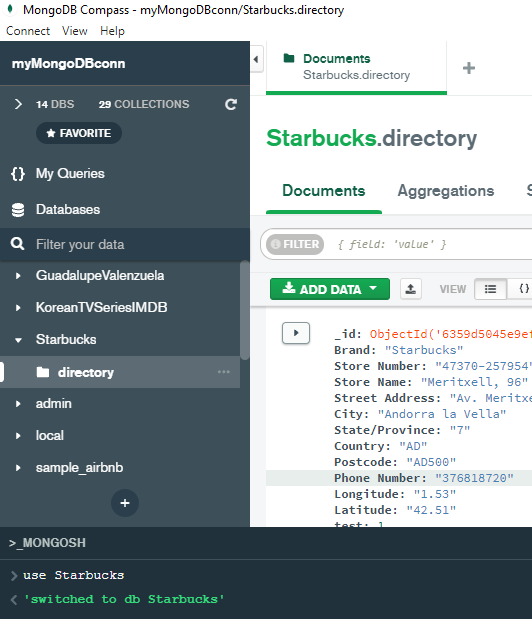 MongoDB Compass - myMongoDBconn/Starbucks.directory
Connect View Help
myMongoDBconn
14 DBS 29 COLLECTIONS
★ FAVORITE
{} My Queries
Databases
Filter your data
GuadalupeValenzuela
KoreanTVSeriesIMDB
Starbucks
directory
admin
local
sample_airbnb
+
Documents
Starbucks.directory
+
Starbucks.directory
Documents Aggregations
FILTER { field: 'value' }
ADD DATA VIEW {}
_id: ObjectId('6359d5045e9e
Brand: "Starbucks"
Store Number: "47370-257954"
Store Name: "Meritxell, 96"
Street Address: "Av. Meritxe
City: "Andorra la Vella"
State/Province: "7"
Country: "AD"
Postcode: "AD500"
Phone Number: "376818720"
Longitude: "1.53"
Latitude: "42.51"
test: 1
>_MONGOSH
> use Starbucks
< 'switched to db Starbucks'